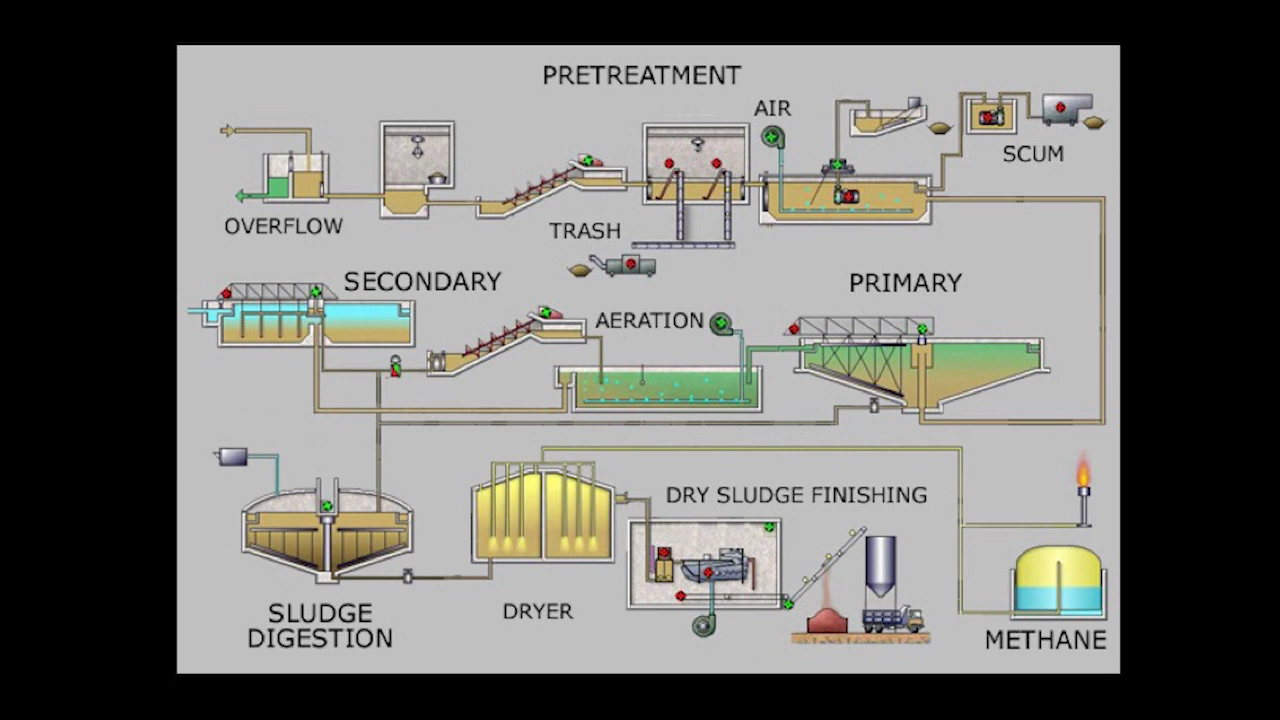 PRETREATMENT
AIR
SCUM
OVERFLOW
TRASH
SECONDARY
PRIMARY
AERATION
DRY SLUDGE FINISHING
SLUDGE
DIGESTION
DRYER
METHANE